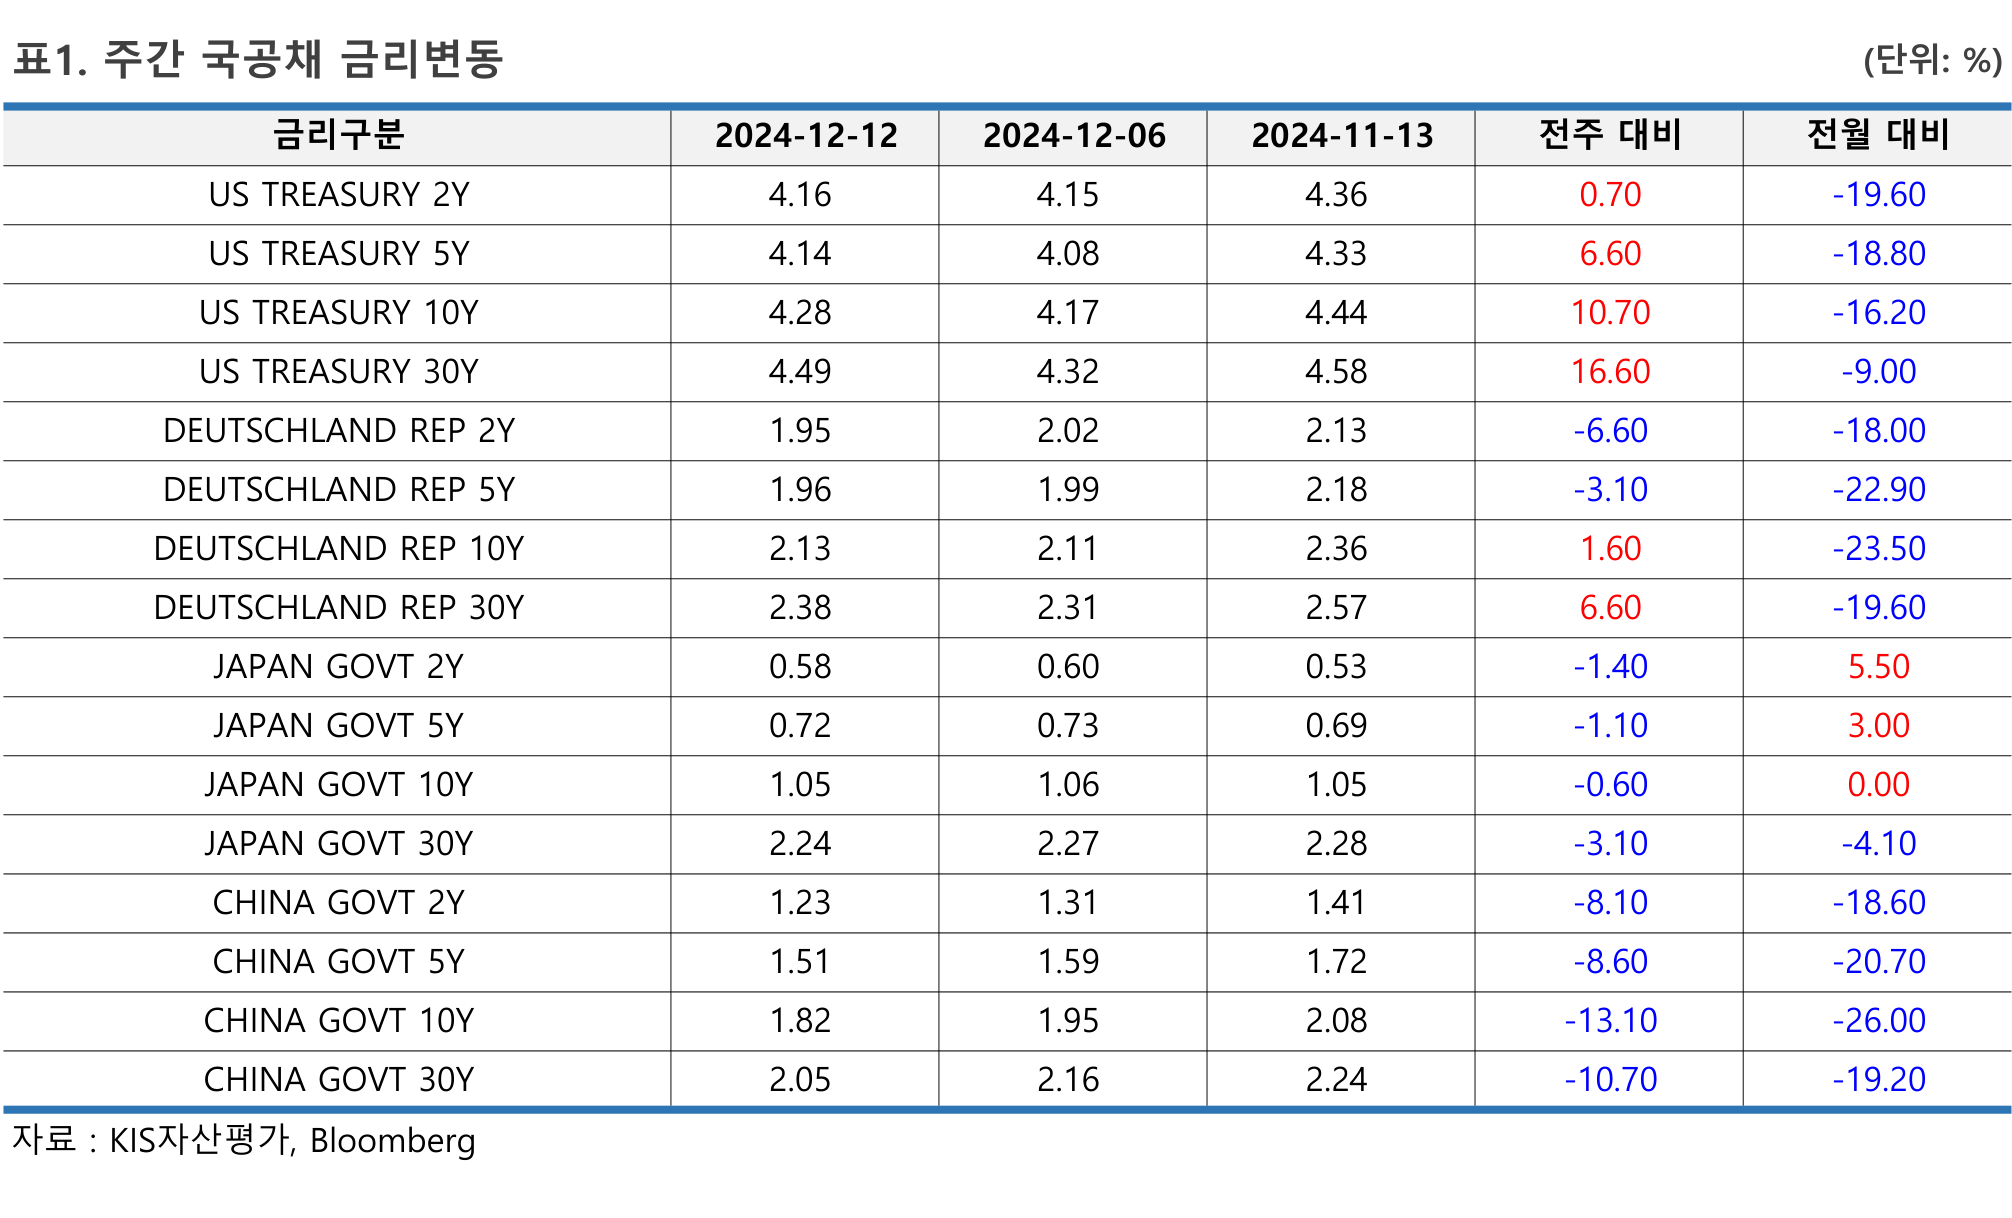 표1. 주간 국공채 금리변동 (단위: %)
금리구분 2024-12-12 2024-12-06 2024-11-13 전주 대비 전월 대비
US TREASURY 2Y 4.16 4.15 4.36 0.70 -19.60
US TREASURY 5Y 4.14 4.08 4.33 6.60 -18.80
US TREASURY 10Y 4.28 4.17 4.44 10.70 -16.20
US TREASURY 30Y 4.49 4.32 4.58 16.60 -9.00
DEUTSCHLAND REP 2Y 1.95 2.02 2.13 -6.60 -18.00
DEUTSCHLAND REP 5Y 1.96 1.99 2.18 -3.10 -22.90
DEUTSCHLAND REP 10Y 2.13 2.11 2.36 1.60 -23.50
DEUTSCHLAND REP 30Y 2.38 2.31 2.57 6.60 -19.60
JAPAN GOVT 2Y 0.58 0.60 0.53 -1.40 5.50
JAPAN GOVT 5Y 0.72 0.73 0.69 -1.10 3.00
JAPAN GOVT 10Y 1.05 1.06 1.05 -0.60 0.00
JAPAN GOVT 30Y 2.24 2.27 2.28 -3.10 -4.10
CHINA GOVT 2Y 1.23 1.31 1.41 -8.10 -18.60
CHINA GOVT 5Y 1.51 1.59 1.72 -8.60 -20.70
CHINA GOVT 10Y 1.82 1.95 2.08 -13.10 -26.00
CHINA GOVT 30Y 2.05 2.16 2.24 -10.70 -19.20
자료 : KIS자산평가, Bloomberg